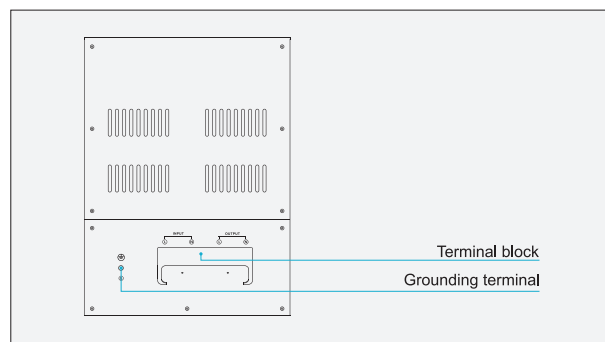 INPUT OUTPUT
L N L N
Terminal block
Grounding terminal